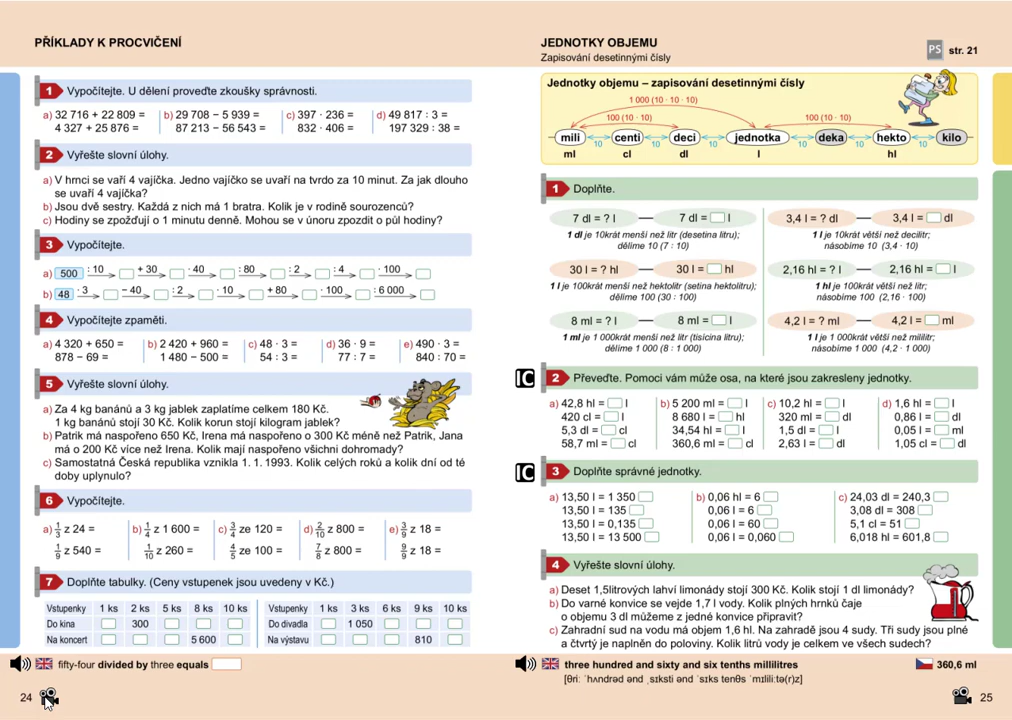 PŘÍKLADY K PROCVIČENÍ
1 Vypočítejte. U dělení proveďte zkoušky správnosti.
a) 32 716 + 22 809 = b) 29 708 − 5 939 = c) 397 · 236 = d) 49 817 : 3 =
4 327 + 25 876 = 87 213 − 56 543 = 832 · 406 = 197 329 : 38 =
2 Vyřešte slovní úlohy.
a) V hrnci se vaří 4 vajíčka. Jedno vajíčko se uvaří na tvrdo za 10 minut. Za jak dlouho
se uvaří 4 vajíčka?
b) Jsou dvě sestry. Každá z nich má 1 bratra. Kolik je v rodině sourozenců?
c) Hodiny se zpožďují o 1 minutu denně. Mohou se v únoru zpozdit o půl hodiny?
3 Vypočítejte.
a) 500 : 10 + 30 · 40 : 80 : 2 : 4 · 100
b) 48 · 3 − 40 : 2 · 10 + 80 · 100 : 6 000
4 Vypočítejte zpaměti.
a) 4 320 + 650 = b) 2 420 + 960 = c) 48 · 3 = d) 36 · 9 = e) 490 · 3 =
878 − 69 = 1 480 − 500 = 54 : 3 = 77 : 7 = 840 : 70 =
5 Vyřešte slovní úlohy.
a) Za 4 kg banánů a 3 kg jablek zaplatíme celkem 180 Kč.
1 kg banánů stojí 30 Kč. Kolik korun stojí kilogram jablek?
b) Patrik má naspořeno 650 Kč, Irena má naspořeno o 300 Kč méně než Patrik, Jana
má o 200 Kč více než Irena. Kolik mají naspořeno všichni dohromady?
c) Samostatná Česká republika vznikla 1. 1. 1993. Kolik celých roků a kolik dní od té
doby uplynulo?
6 Vypočítejte.
a) 1/3 z 24 = b) 1/4 z 1 600 = c) 3/4 ze 120 = d) 2/10 z 800 = e) 3/9 z 18 =
1/9 z 540 = 1/10 z 260 = 4/5 ze 100 = 7/8 z 800 = 9/9 z 18 =
7 Doplňte tabulky. (Ceny vstupenek jsou uvedeny v Kč.)
Vstupenky 1 ks 2 ks 5 ks 8 ks 10 ks Vstupenky 1 ks 3 ks 6 ks 9 ks 10 ks
Do kina 300 Do divadla 1 050
Na koncert 5 600 Na výstavu 810
fifty-four divided by three equals
24
JEDNOTKY OBJEMU
Zapisování desetinnými čísly
PS str. 21
Jednotky objemu – zapisování desetinnými čísly
1 000 (10 · 10 · 10)
100 (10 · 10) 100 (10 · 10)
mili centi deci jednotka deka hekto kilo
10 10 10 10 10 10
ml cl dl l hl
1 Doplňte.
7 dl = ? l 7 dl = l 3,4 l = ? dl 3,4 l = dl
1 dl je 10krát menší než litr (desetina litru); 1 l je 10krát větší než decilitr;
dělíme 10 (7 : 10) násobíme 10 (3,4 · 10)
30 l = ? hl 30 l = hl 2,16 hl = ? l 2,16 hl = l
1 l je 100krát menší než hektolitr (setina hektolitru); 1 hl je 100krát větší než litr;
dělíme 100 (30 : 100) násobíme 100 (2,16 · 100)
8 ml = ? l 8 ml = l 4,2 l = ? ml 4,2 l = ml
1 ml je 1 000krát menší než litr (tisícina litru); 1 l je 1 000krát větší než mililitr;
dělíme 1 000 (8 : 1 000) násobíme 1 000 (4,2 · 1 000)
IC 2 Převeďte. Pomoci vám může osa, na které jsou zakresleny jednotky.
a) 42,8 hl = l b) 5 200 ml = l c) 10,2 hl = l d) 1,6 hl = l
420 cl = l 8 680 l = hl 320 ml = dl 0,86 l = dl
5,3 dl = cl 34,54 hl = l 1,5 dl = l 0,05 l = ml
58,7 ml = cl 360,6 ml = cl 2,63 l = dl 1,05 cl = dl
IC 3 Doplňte správné jednotky.
a) 13,50 l = 1 350 b) 0,06 hl = 6 c) 24,03 dl = 240,3
13,50 l = 135 0,06 l = 6 3,08 dl = 308
13,50 l = 0,135 0,06 l = 60 5,1 cl = 51
13,50 l = 13 500 0,06 l = 0,060 6,018 hl = 601,8
4 Vyřešte slovní úlohy.
a) Deset 1,5litrových lahví limonády stojí 300 Kč. Kolik stojí 1 dl limonády?
b) Do varné konvice se vejde 1,7 l vody. Kolik plných hrnků čaje
o objemu 3 dl můžeme z jedné konvice připravit?
c) Zahradní sud na vodu má objem 1,6 hl. Na zahradě jsou 4 sudy. Tři sudy jsou plné
a čtvrtý je naplněn do poloviny. Kolik litrů vody je celkem ve všech sudech?
three hundred and sixty and six tenths millilitres 360,6 ml
[θriː ˈhʌndrəd ənd ˌsɪksti ənd ˈsɪks tenθs ˈmɪliliːtə(r)z]
25